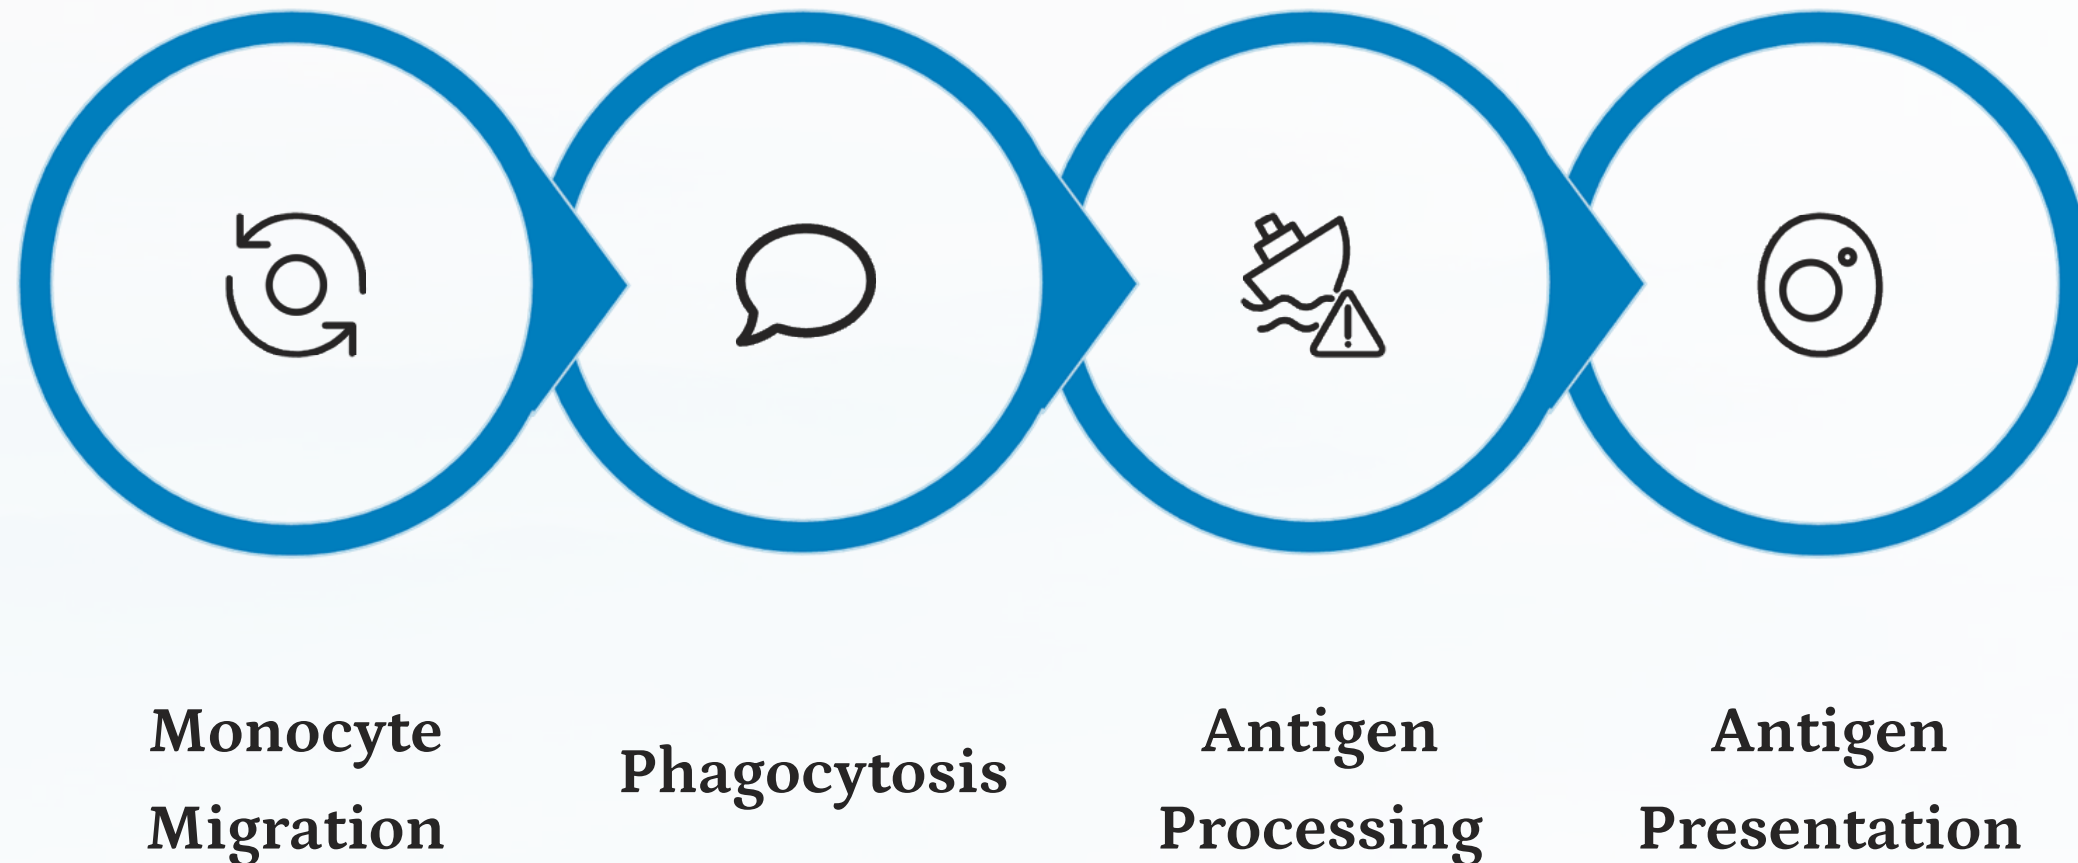 Monocyte
Migration
Phagocytosis
Antigen
Processing
Antigen
Presentation